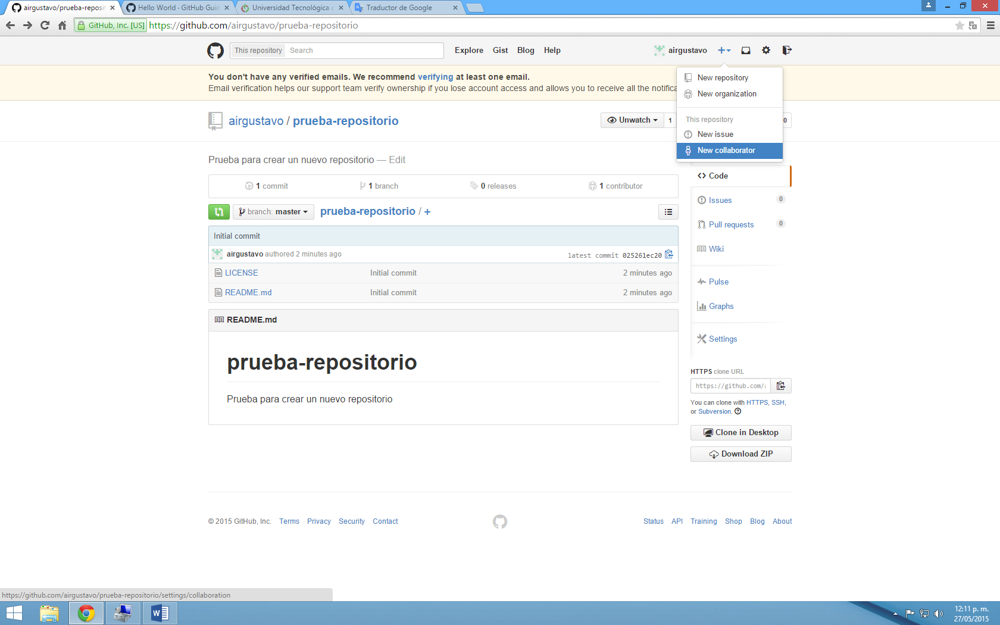 airgustavo/prueba-reposit
Hello World · GitHub Guid
Universidad Tecnológica
Traductor de Google
GitHub, Inc. [US]
https://github.com/airgustavo/prueba-repositorio
This repository
Search
Explore
Gist
Blog
Help
airgustavo
You don't have any verified emails. We recommend verifying at least one email.
Email verification helps our support team verify ownership if you lose account access and allows you to receive all the notifica
New repository
New organization
This repository
New issue
New collaborator
airgustavo / prueba-repositorio
Unwatch
1
0
Prueba para crear un nuevo repositorio — Edit
1 commit
1 branch
0 releases
1 contributor
branch: master
prueba-repositorio / +
Initial commit
airgustavo authored 2 minutes ago
latest commit 025261ec20
LICENSE
Initial commit
2 minutes ago
README.md
Initial commit
2 minutes ago
README.md
prueba-repositorio
Prueba para crear un nuevo repositorio
Code
Issues
0
Pull requests
0
Wiki
Pulse
Graphs
Settings
HTTPS clone URL
https://github.com/
You can clone with HTTPS, SSH,
or Subversion.
Clone in Desktop
Download ZIP
© 2015 GitHub, Inc.
Terms
Privacy
Security
Contact
Status
API
Training
Shop
Blog
About
https://github.com/airgustavo/prueba-repositorio/settings/collaboration
12:11 p. m.
27/05/2015